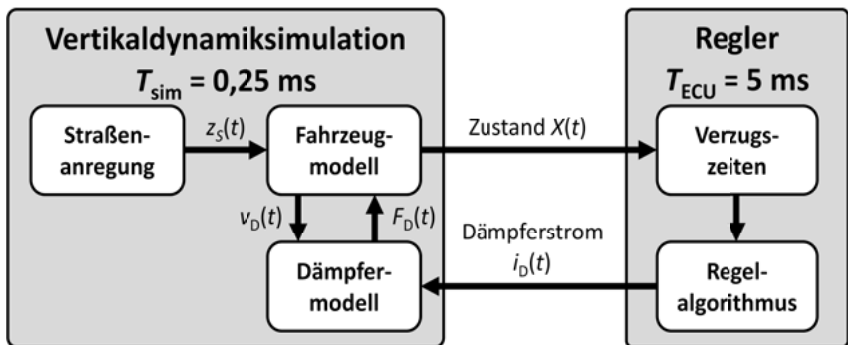 Vertikaldynamiksimulation
T_sim = 0,25 ms
Straßen-
anregung
z_S(t)
Fahrzeug-
modell
v_D(t)
F_D(t)
Dämpfer-
modell
Zustand X(t)
Dämpferstrom
i_D(t)
Regler
T_ECU = 5 ms
Verzugs-
zeiten
Regel-
algorithmus